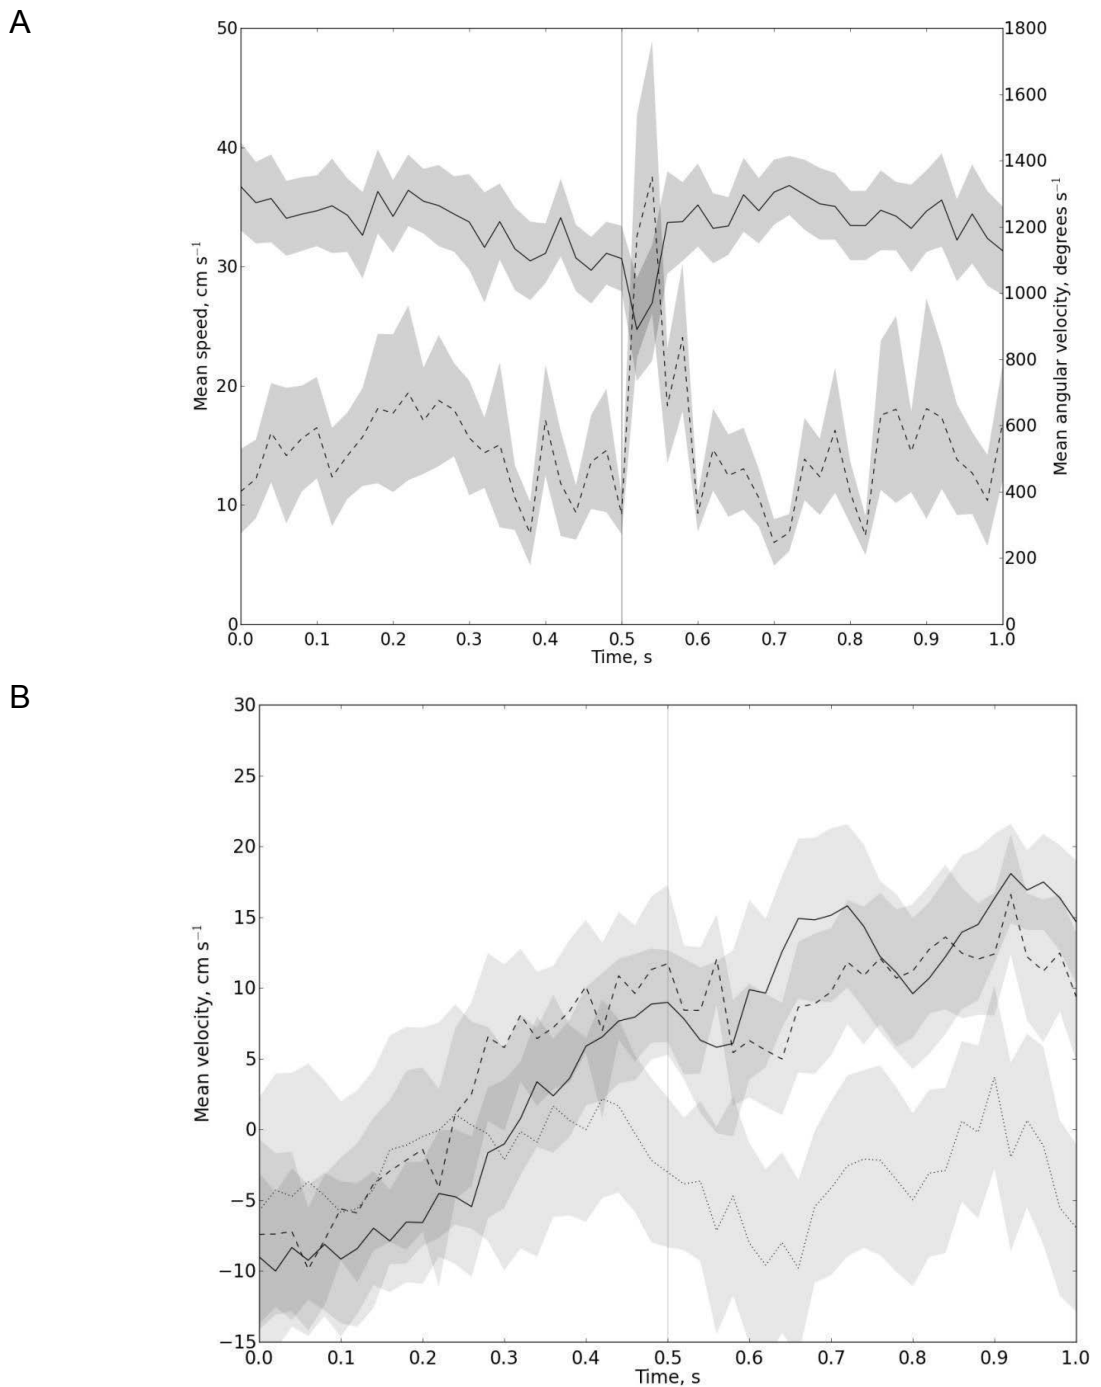 A
50
40
30
20
10
0
Mean speed, cm s⁻¹
1800
1600
1400
1200
1000
800
600
400
200
0
Mean angular velocity, degrees s⁻¹
0.0 0.1 0.2 0.3 0.4 0.5 0.6 0.7 0.8 0.9 1.0
Time, s
B
30
25
20
15
10
5
0
−5
−10
−15
Mean velocity, cm s⁻¹
0.0 0.1 0.2 0.3 0.4 0.5 0.6 0.7 0.8 0.9 1.0
Time, s